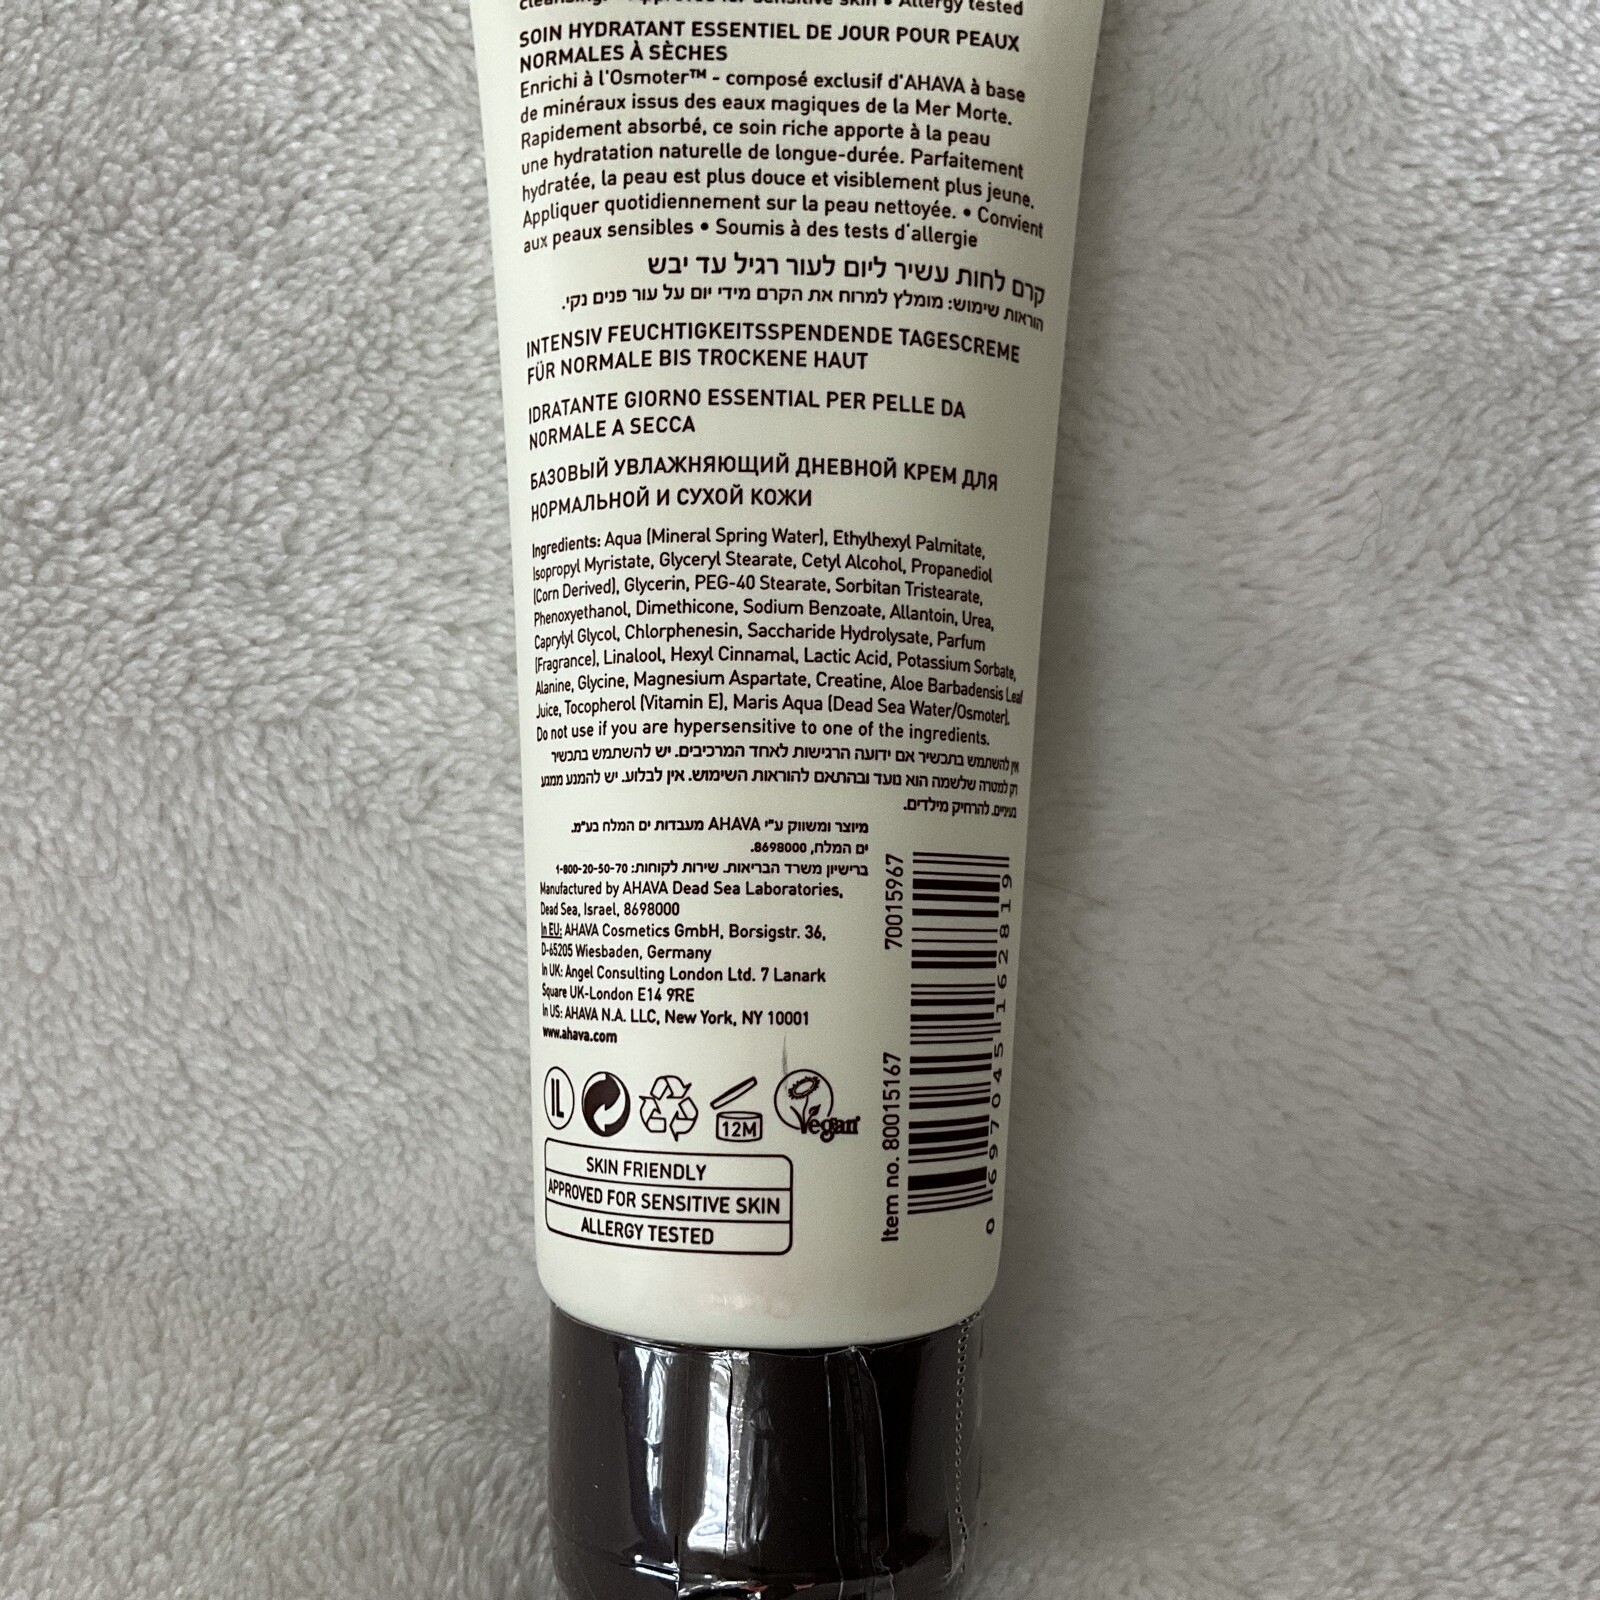 cleansing. • Approved for sensitive skin • Allergy tested
SOIN HYDRATANT ESSENTIEL DE JOUR POUR PEAUX
NORMALES À SÈCHES
Enrichi à l'Osmoter™ - composé exclusif d'AHAVA à base
de minéraux issus des eaux magiques de la Mer Morte.
Rapidement absorbé, ce soin riche apporte à la peau
une hydratation naturelle de longue-durée. Parfaitement
hydratée, la peau est plus douce et visiblement plus jeune.
Appliquer quotidiennement sur la peau nettoyée. • Convient
aux peaux sensibles • Soumis à des tests d'allergie
קרם לחות עשיר ליום לעור רגיל עד יבש
הוראות שימוש: מומלץ למרוח את הקרם מידי יום על עור פנים נקי.
INTENSIV FEUCHTIGKEITSSPENDENDE TAGESCREME
FÜR NORMALE BIS TROCKENE HAUT
IDRATANTE GIORNO ESSENTIAL PER PELLE DA
NORMALE A SECCA
БАЗОВЫЙ УВЛАЖНЯЮЩИЙ ДНЕВНОЙ КРЕМ ДЛЯ
НОРМАЛЬНОЙ И СУХОЙ КОЖИ
Ingredients: Aqua (Mineral Spring Water), Ethylhexyl Palmitate,
Isopropyl Myristate, Glyceryl Stearate, Cetyl Alcohol, Propanediol
(Corn Derived), Glycerin, PEG-40 Stearate, Sorbitan Tristearate,
Phenoxyethanol, Dimethicone, Sodium Benzoate, Allantoin, Urea,
Caprylyl Glycol, Chlorphenesin, Saccharide Hydrolysate, Parfum
(Fragrance), Linalool, Hexyl Cinnamal, Lactic Acid, Potassium Sorbate,
Alanine, Glycine, Magnesium Aspartate, Creatine, Aloe Barbadensis Leaf
Juice, Tocopherol (Vitamin E), Maris Aqua (Dead Sea Water/Osmoter).
Do not use if you are hypersensitive to one of the ingredients.
אין להשתמש בתכשיר אם ידועה הרגישות לאחד המרכיבים. יש להשתמש בתכשיר
רק למטרה שלשמה הוא נועד ובהתאם להוראות השימוש. אין לבלוע. יש להמנע ממגע
בעיניים. להרחיק מילדים.
מיוצר ומשווק ע"י AHAVA מעבדות ים המלח בע"מ.
ים המלח, 8698000.
ברישיון משרד הבריאות. שירות לקוחות: 1-800-20-50-70
Manufactured by AHAVA Dead Sea Laboratories,
Dead Sea, Israel, 8698000
In EU: AHAVA Cosmetics GmbH, Borsigstr. 36,
D-65205 Wiesbaden, Germany
In UK: Angel Consulting London Ltd. 7 Lanark
Square UK-London E14 9RE
In US: AHAVA N.A. LLC, New York, NY 10001
www.ahava.com
IL
12M
Vegan
SKIN FRIENDLY
APPROVED FOR SENSITIVE SKIN
ALLERGY TESTED
Item no. 80015167
70015967
0 697045 162819